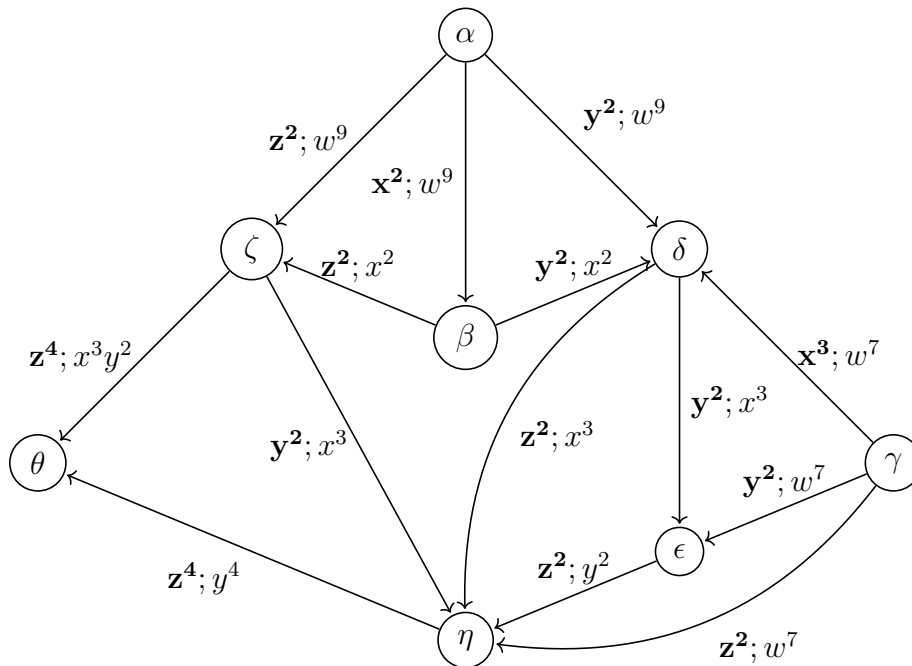 α
𝐲²; w⁹
𝐳²; w⁹
𝐱²; w⁹
ζ
𝐳²; x²
𝐲²; x²
δ
β
𝐳⁴; x³y²
𝐱³; w⁷
𝐲²; x³
𝐲²; x³
𝐳²; x³
θ
𝐲²; w⁷
γ
ϵ
𝐳⁴; y⁴
𝐳²; y²
η
𝐳²; w⁷